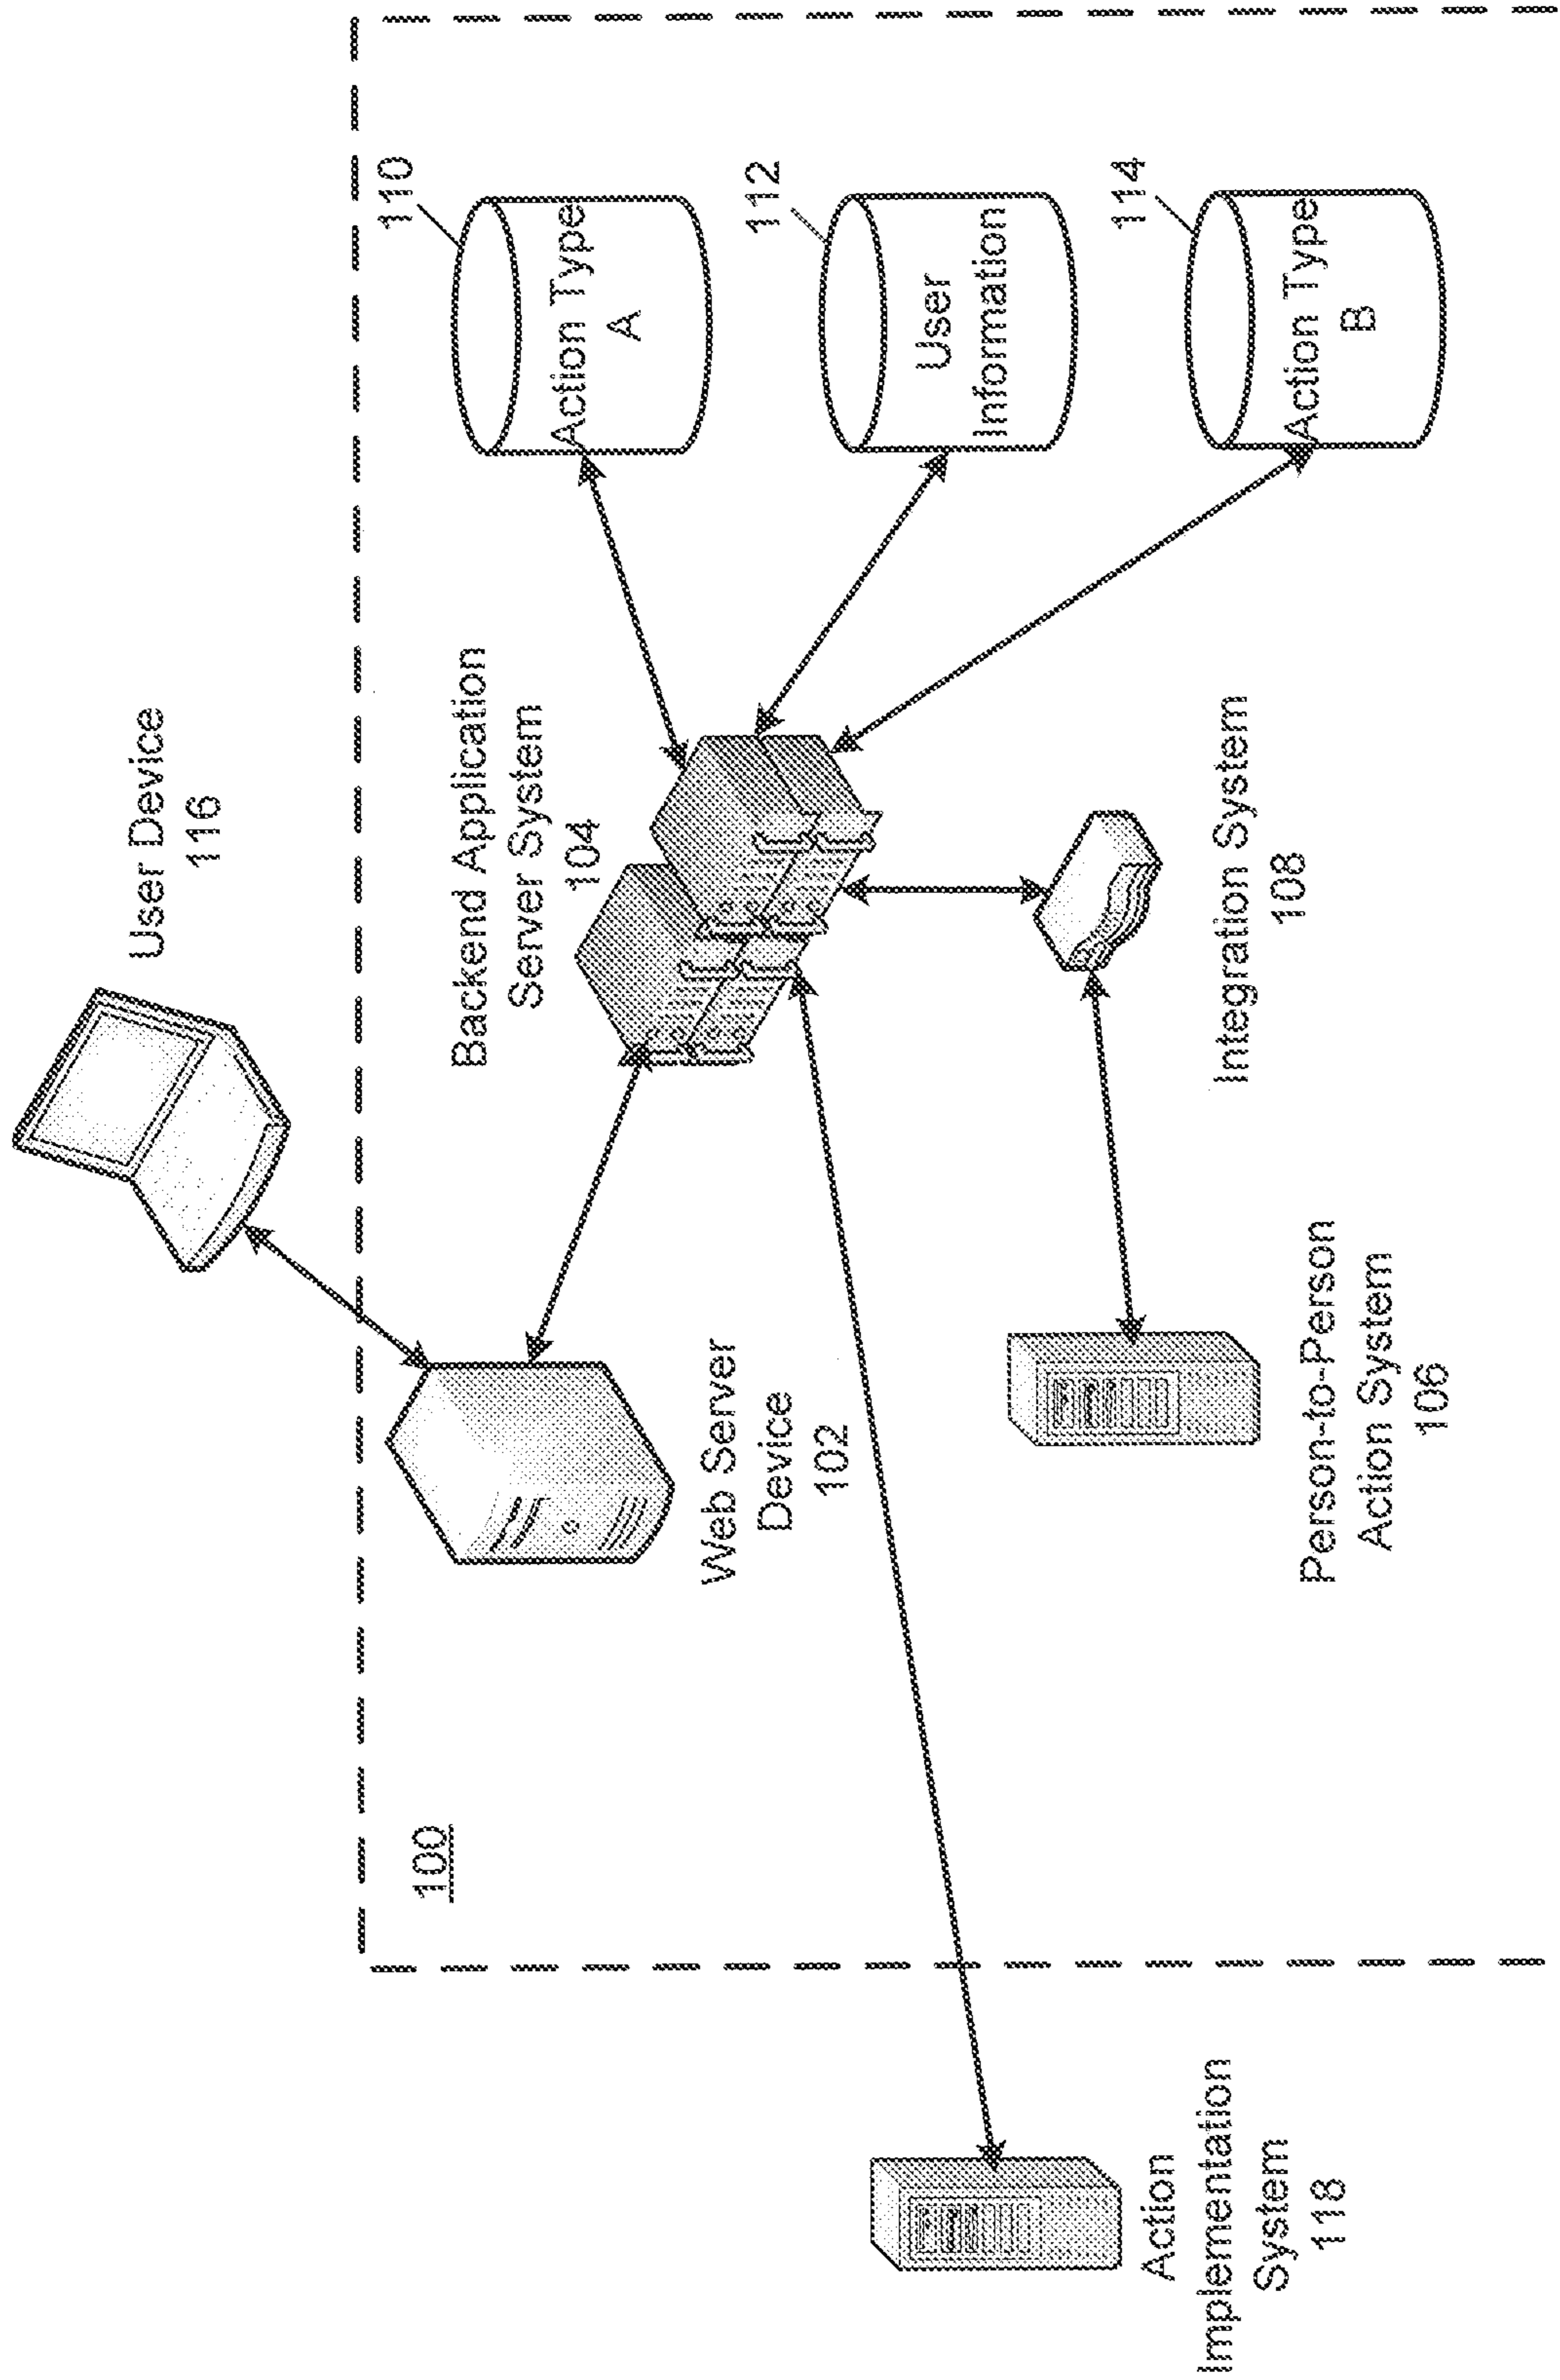 User Device
116
100
Backend Application
Server System
104
110
Action Type
A
Web Server
Device
102
112
User
Information
114
Action Type
B
Integration System
108
Person-to-Person
Action System
106
Action
Implementation
System
118